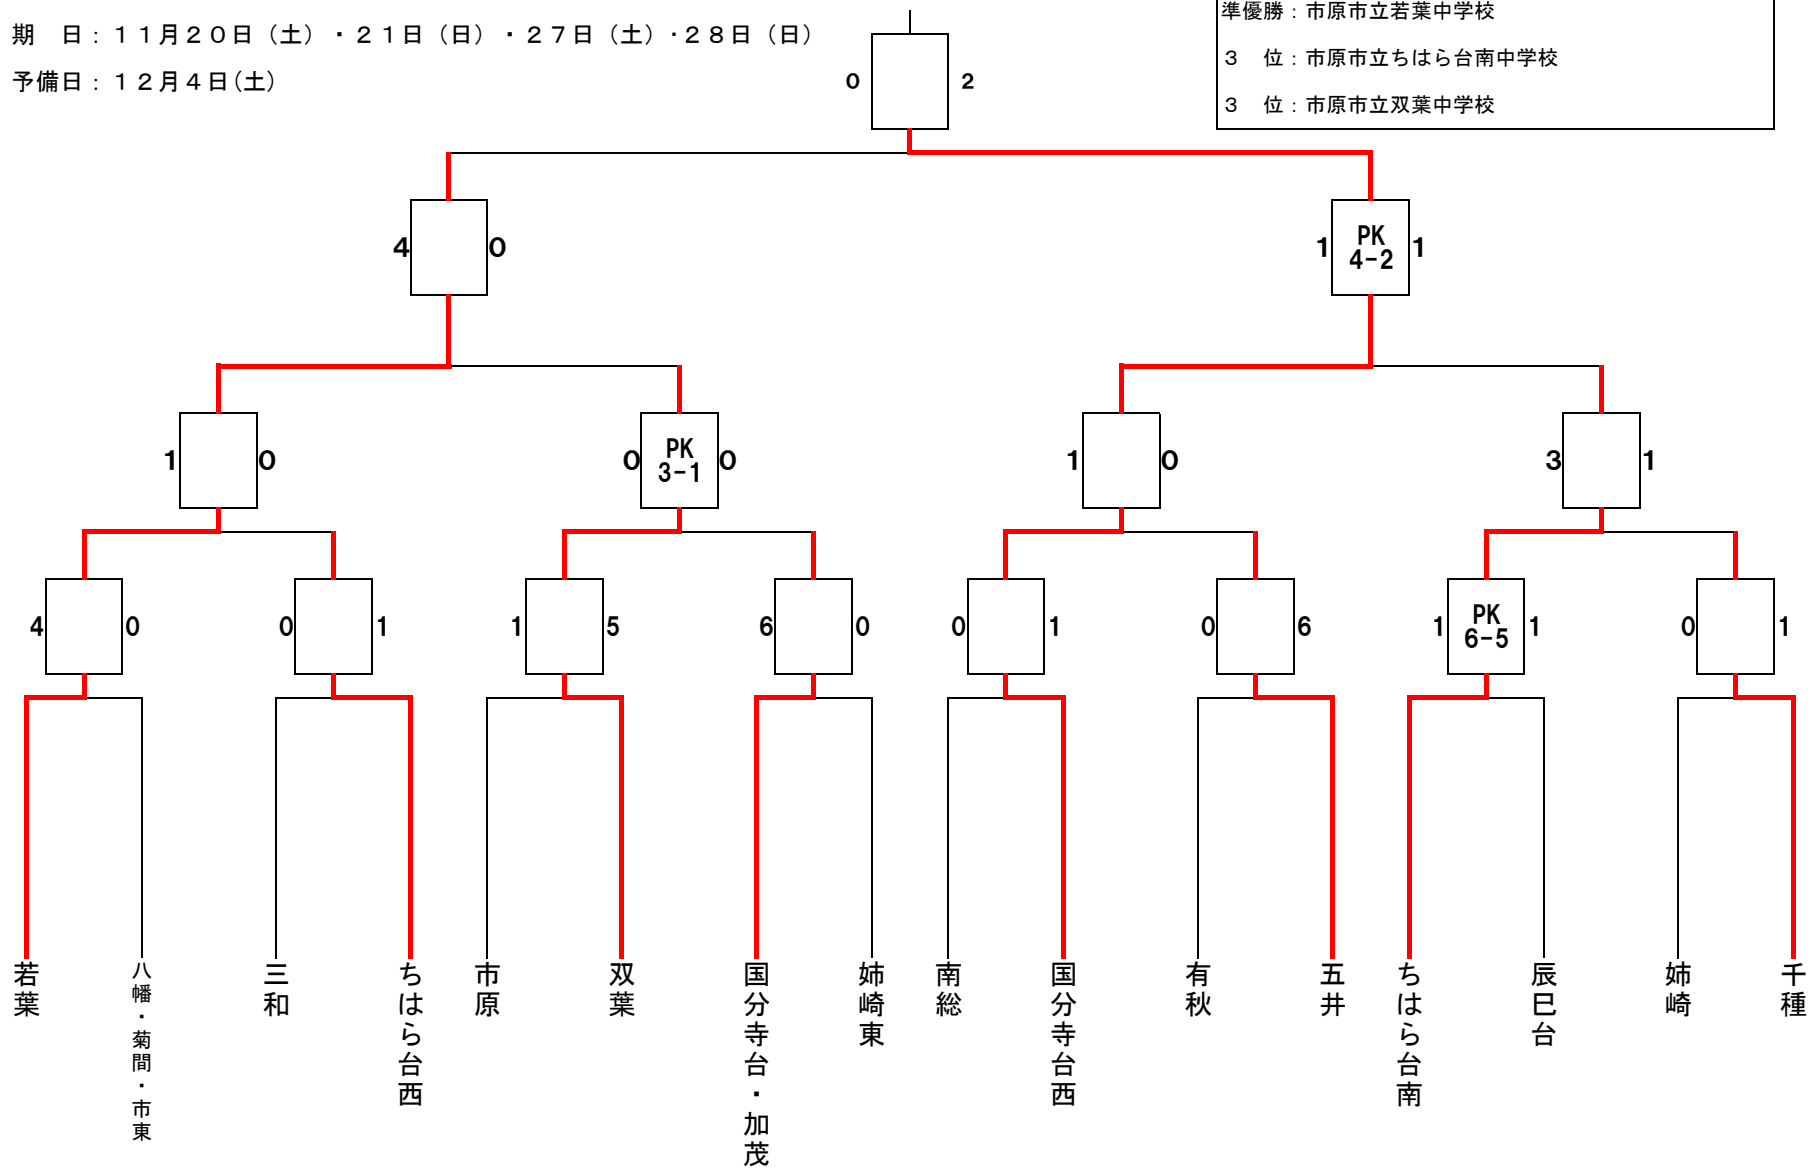 準優勝：市原市立若葉中学校
期　日：１１月２０日（土）・２１日（日）・２７日（土）・２８日（日）
３　位：市原市立ちはら台南中学校
予備日：１２月４日（土）
0 2
３　位：市原市立双葉中学校
4 0
1 PK 1
4-2
1 0
0 PK 0
3-1
1 0
3 1
4 0
0 1
1 5
6 0
0 1
0 6
1 PK 1
6-5
0 1
若葉
八幡・菊間・市東
三和
ちはら台西
市原
双葉
国分寺台・加茂
姉崎東
南総
国分寺台西
有秋
五井
ちはら台南
辰巳台
姉崎
千種